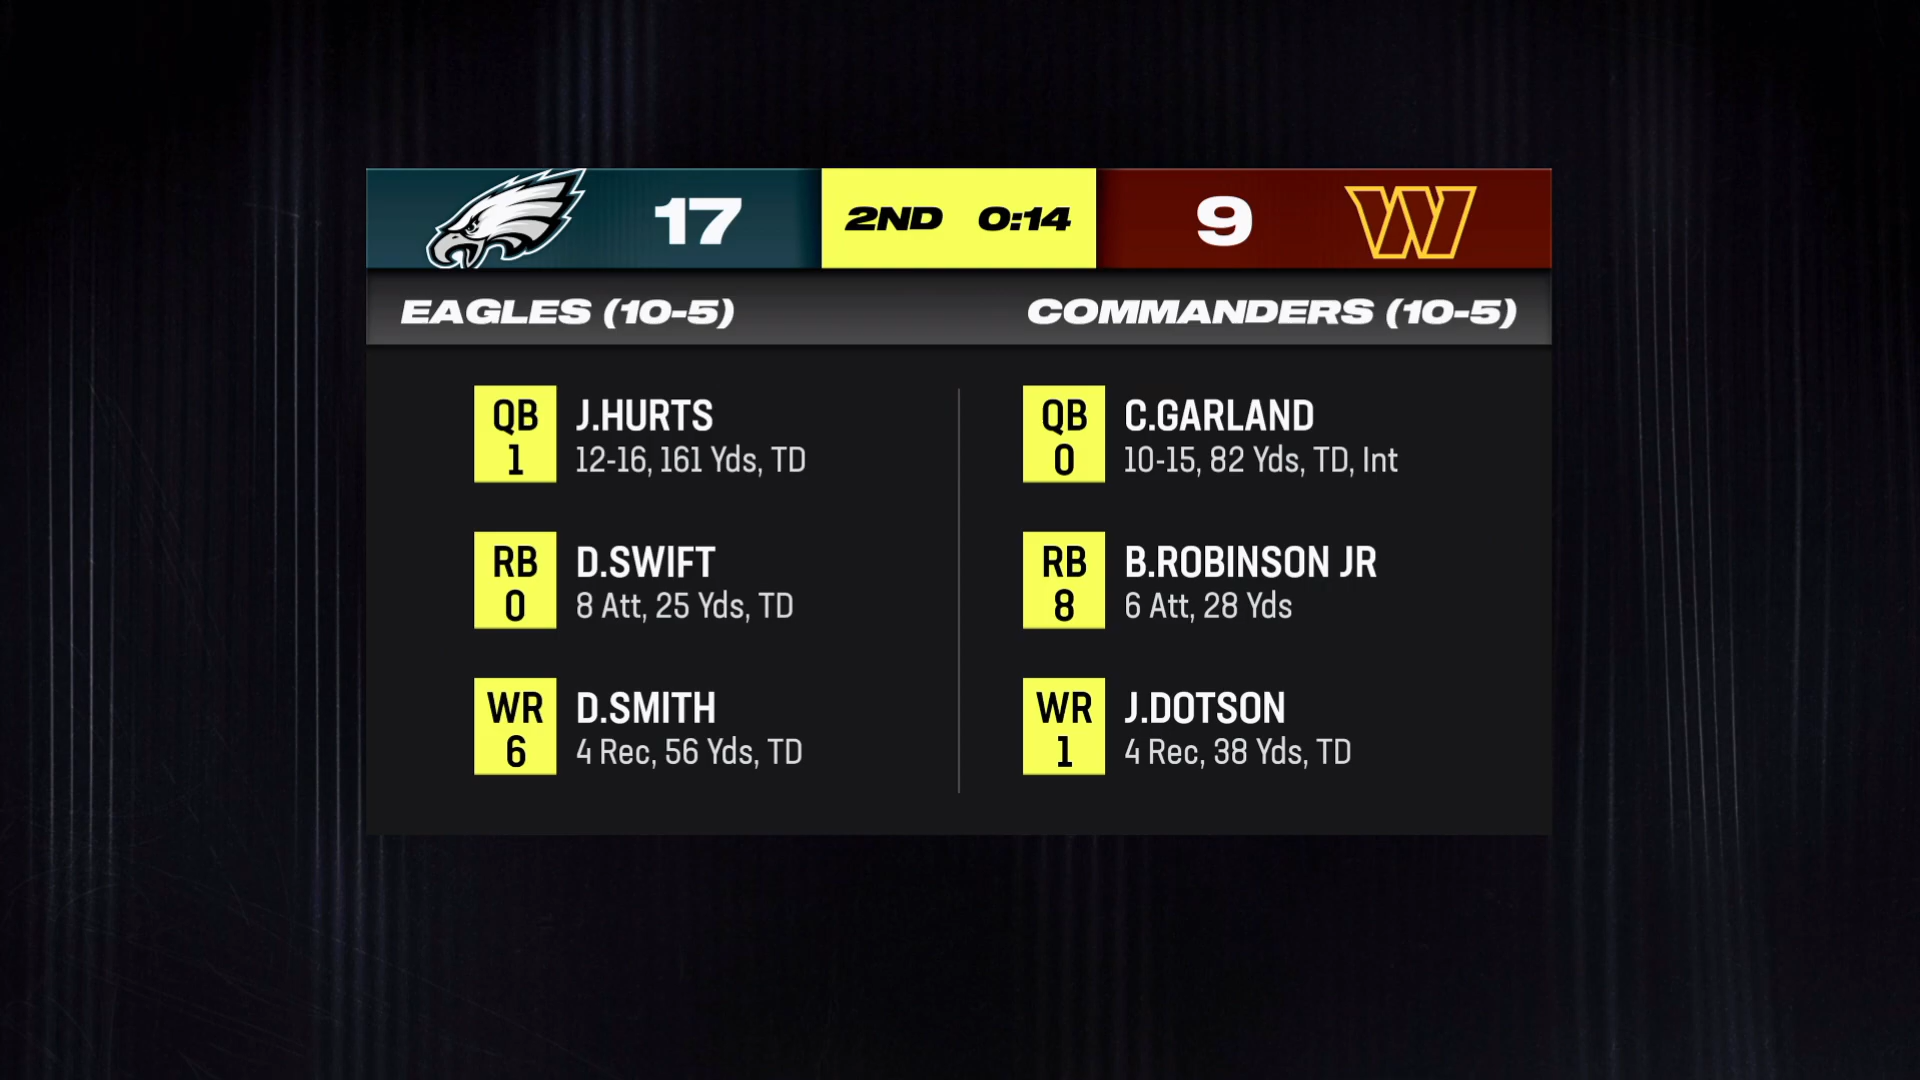 17 2ND 0:14 9
EAGLES (10-5) COMMANDERS (10-5)
QB
1
J.HURTS
12-16, 161 Yds, TD
RB
0
D.SWIFT
8 Att, 25 Yds, TD
WR
6
D.SMITH
4 Rec, 56 Yds, TD
QB
0
C.GARLAND
10-15, 82 Yds, TD, Int
RB
8
B.ROBINSON JR
6 Att, 28 Yds
WR
1
J.DOTSON
4 Rec, 38 Yds, TD